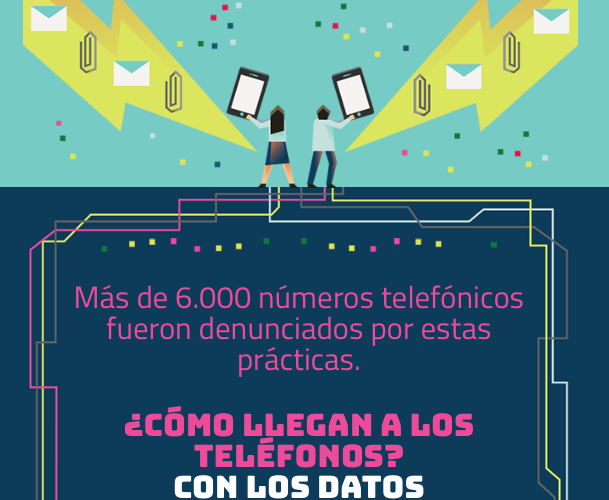 Más de 6.000 números telefónicos
fueron denunciados por estas
prácticas.
¿CÓMO LLEGAN A LOS
TELÉFONOS?
CON LOS DATOS